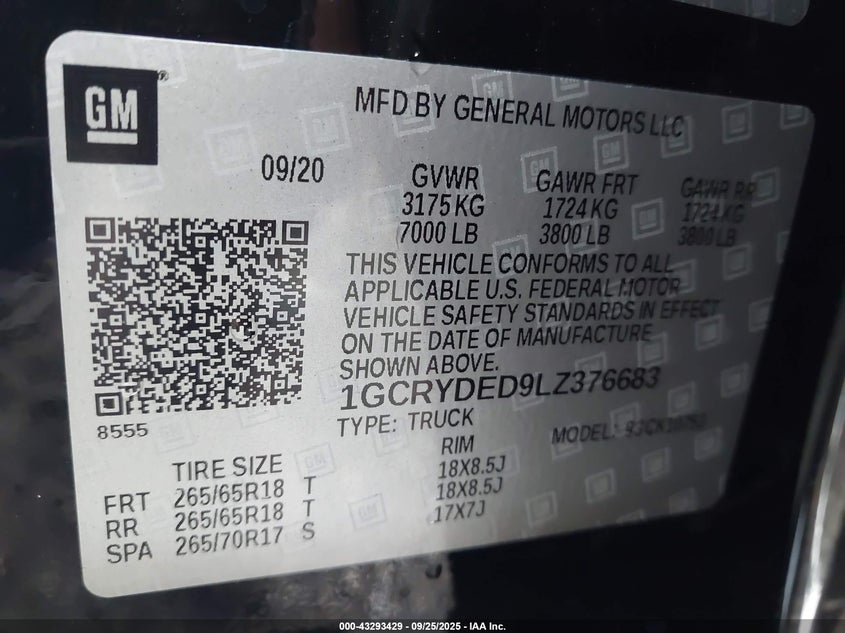 GM®
MFD BY GENERAL MOTORS LLC
09/20 GVWR GAWR FRT GAWR RR
3175 KG 1724 KG 1724 KG
7000 LB 3800 LB 3800 LB
THIS VEHICLE CONFORMS TO ALL
APPLICABLE U.S. FEDERAL MOTOR
VEHICLE SAFETY STANDARDS IN EFFECT
ON THE DATE OF MANUFACTURE
SHOWN ABOVE.
1GCRYDED9LZ376683
8555
TYPE: TRUCK MODEL:
TIRE SIZE RIM
FRT 265/65R18 T 18X8.5J
RR 265/65R18 T 18X8.5J
SPA 265/70R17 S 17X7J
000-43293429 - 09/25/2025 - IAA Inc.